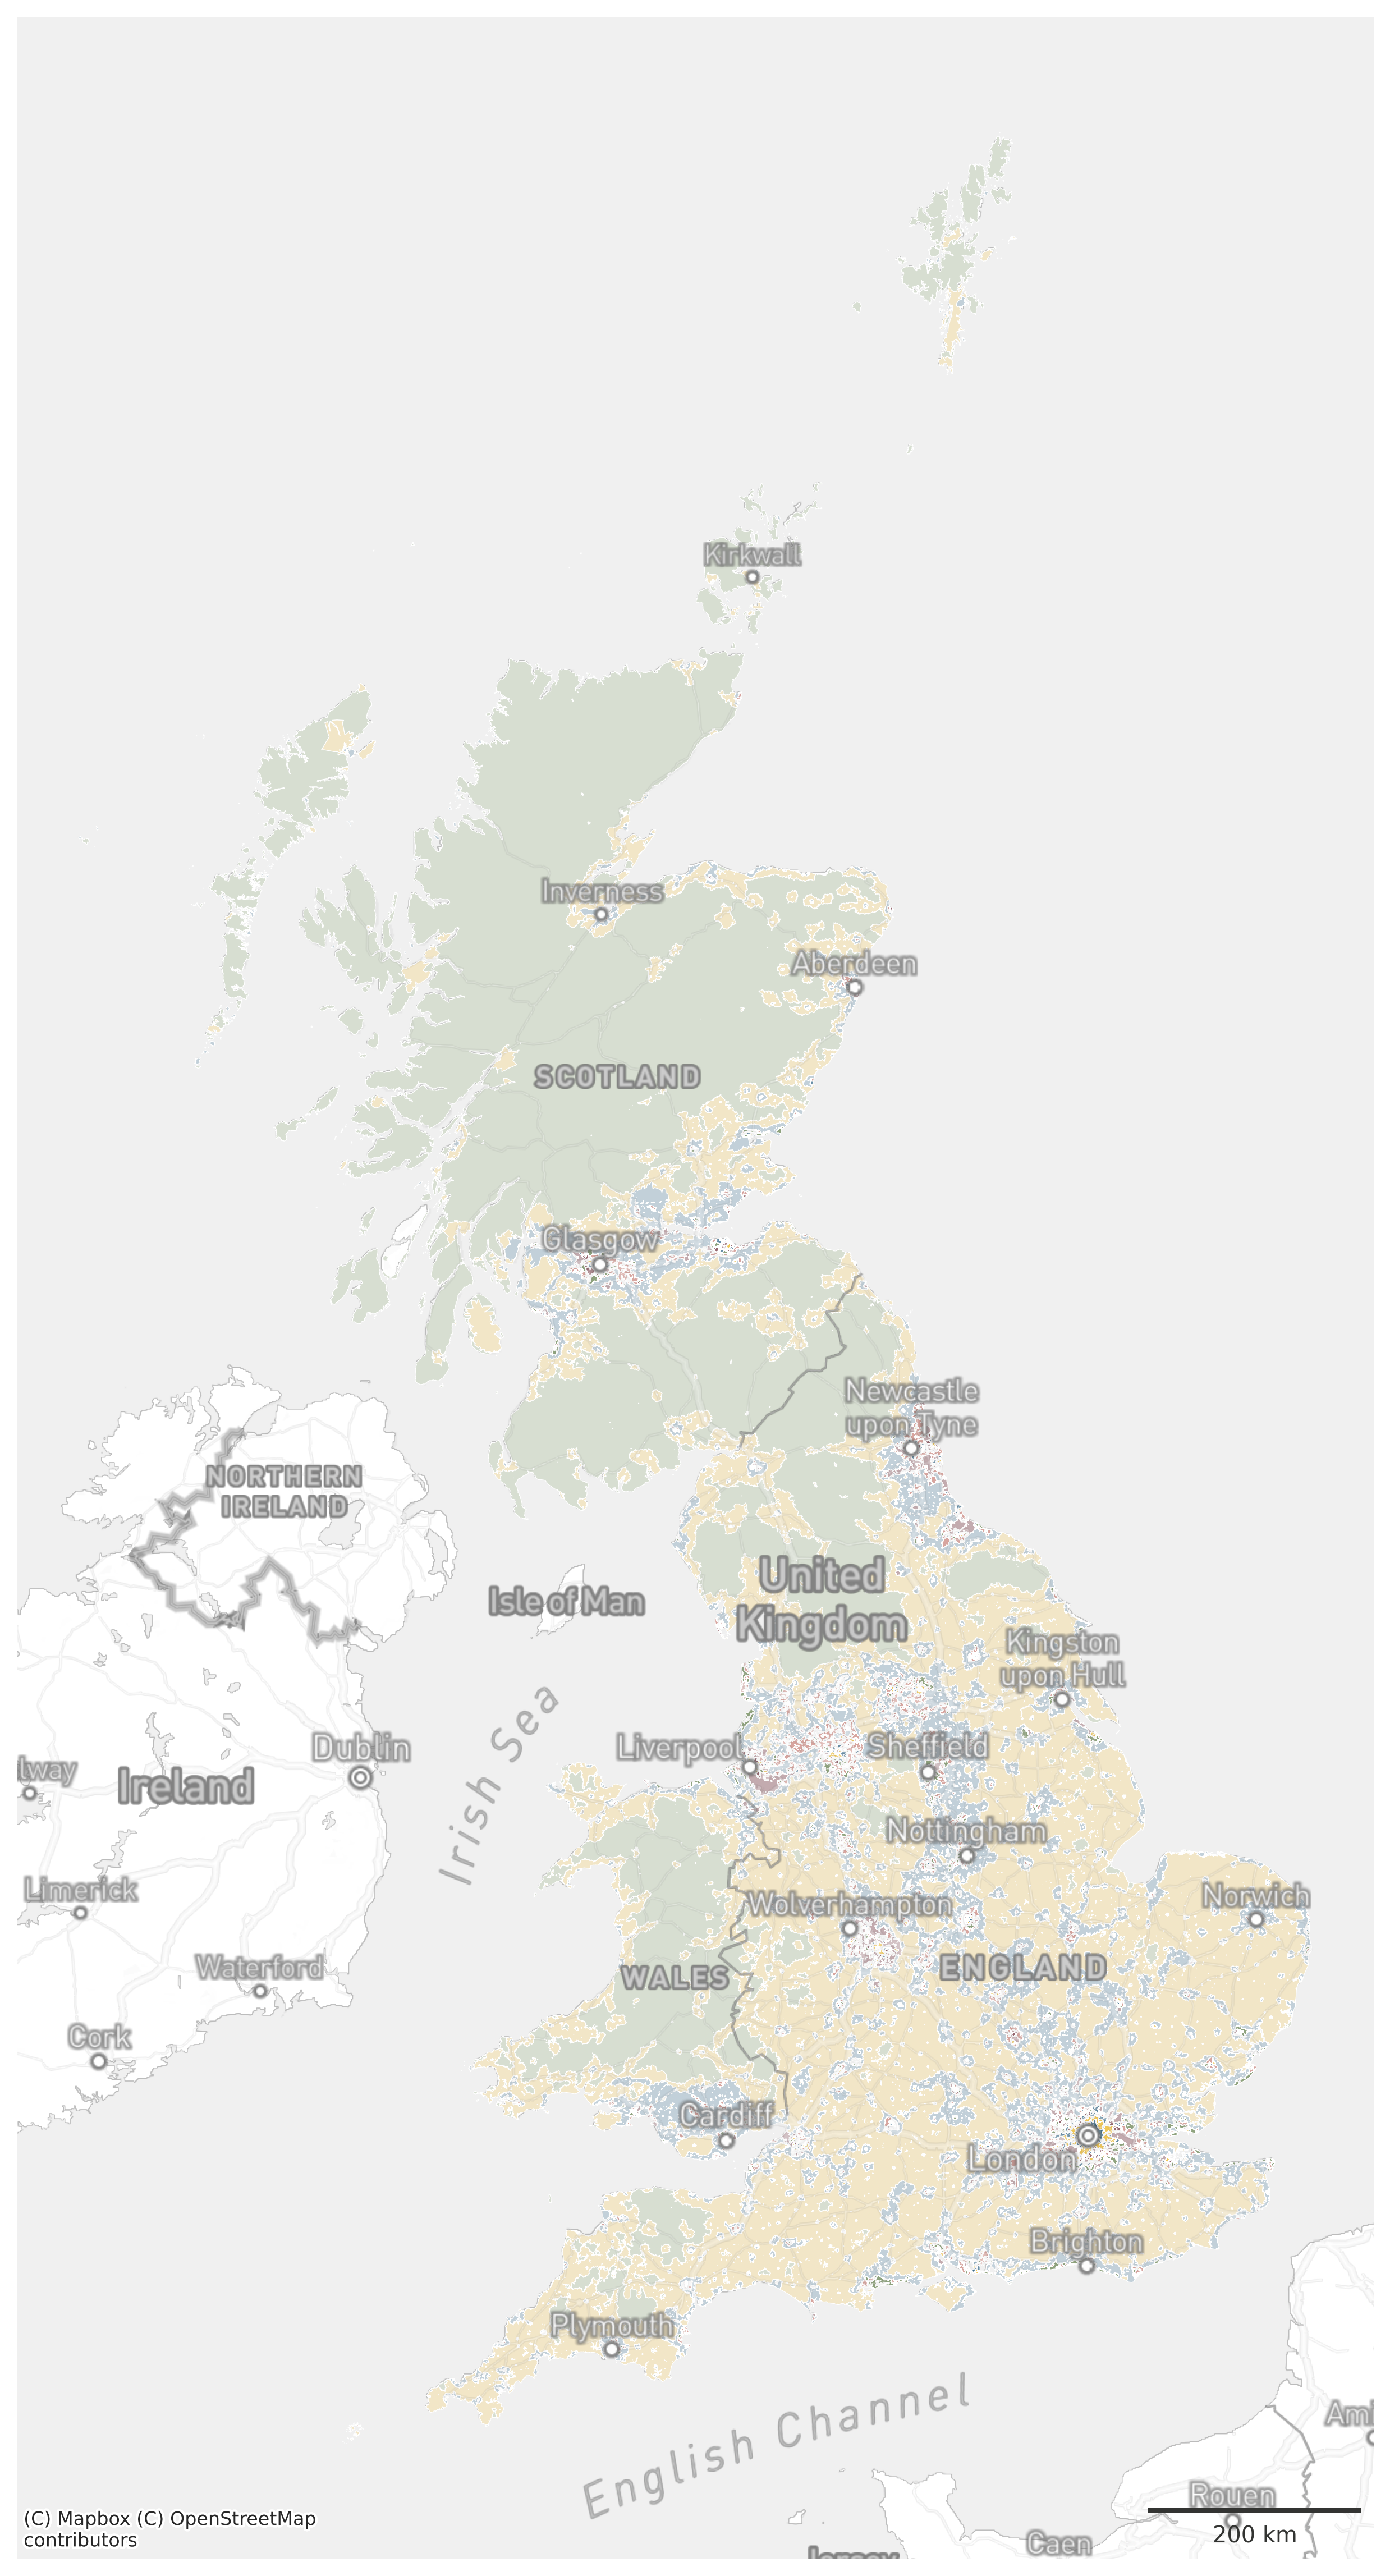 Kirkwall
Inverness
Aberdeen
SCOTLAND
Glasgow
Newcastle
upon Tyne
NORTHERN
IRELAND
United
Kingdom
Isle of Man
Kingston
upon Hull
Irish Sea
Liverpool
Sheffield
Dublin
lway
Ireland
Nottingham
Limerick
Wolverhampton
Norwich
Waterford
WALES
ENGLAND
Cork
Cardiff
London
Brighton
Plymouth
English Channel
Am
Rouen
(C) Mapbox (C) OpenStreetMap
contributors
200 km
Caen
Jersey